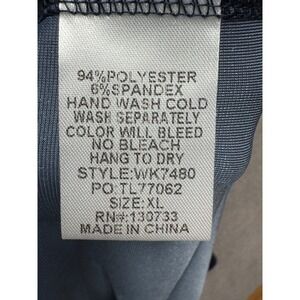 94%POLYESTER
6%SPANDEX
HAND WASH COLD
WASH SEPARATELY
COLOR WILL BLEED
NO BLEACH
HANG TO DRY
STYLE:WK7480
PO:TL77062
SIZE:XL
RN#:130733
MADE IN CHINA